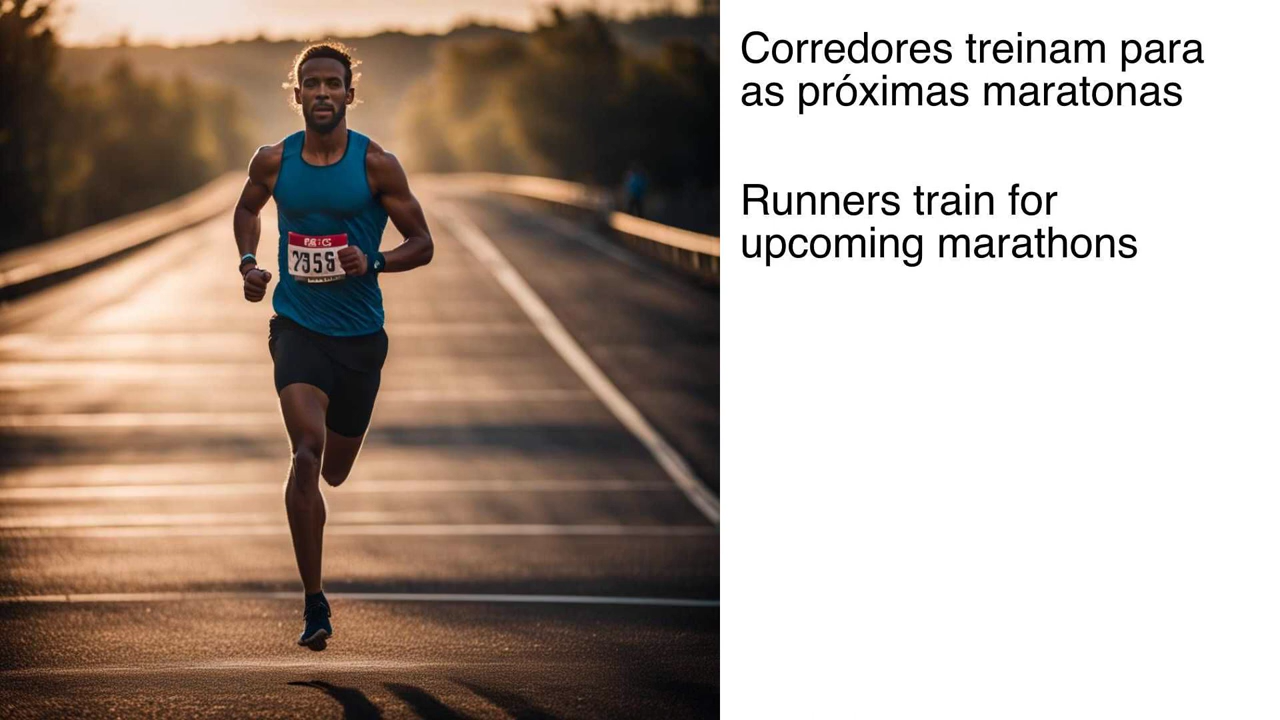 Corredores treinam para
as próximas maratonas
Runners train for
upcoming marathons